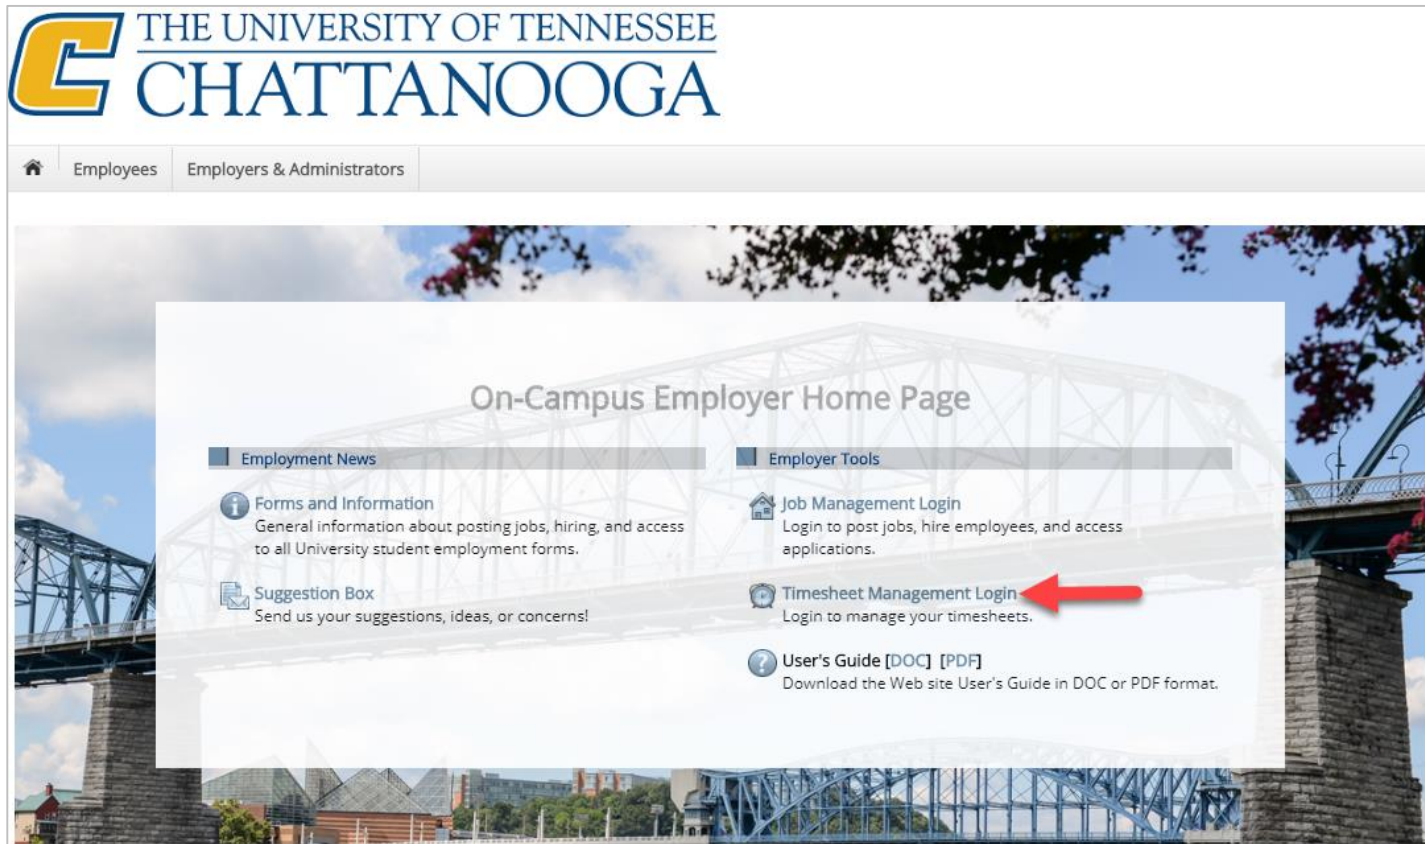 THE UNIVERSITY OF TENNESSEE
CHATTANOOGA
Employees
Employers & Administrators
On-Campus Employer Home Page
Employment News
Forms and Information
General information about posting jobs, hiring, and access
to all University student employment forms.
Suggestion Box
Send us your suggestions, ideas, or concerns!
Employer Tools
Job Management Login
Login to post jobs, hire employees, and access
applications.
Timesheet Management Login
Login to manage your timesheets.
User's Guide [DOC] [PDF]
Download the Web site User's Guide in DOC or PDF format.